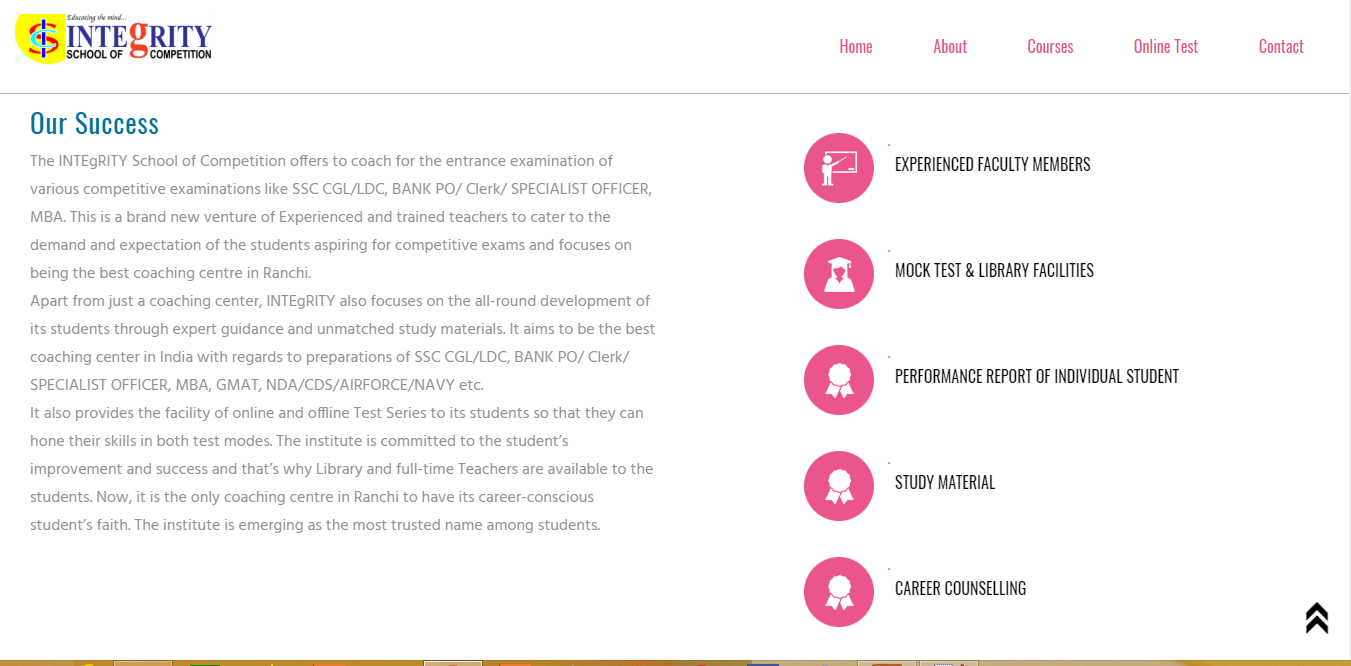 Educating the mind...
INTEgRITY
SCHOOL OF COMPETITION
Home About Courses Online Test Contact
Our Success
The INTEgRITY School of Competition offers to coach for the entrance examination of
various competitive examinations like SSC CGL/LDC, BANK PO/ Clerk/ SPECIALIST OFFICER,
MBA. This is a brand new venture of Experienced and trained teachers to cater to the
demand and expectation of the students aspiring for competitive exams and focuses on
being the best coaching centre in Ranchi.
Apart from just a coaching center, INTEgRITY also focuses on the all-round development of
its students through expert guidance and unmatched study materials. It aims to be the best
coaching center in India with regards to preparations of SSC CGL/LDC, BANK PO/ Clerk/
SPECIALIST OFFICER, MBA, GMAT, NDA/CDS/AIRFORCE/NAVY etc.
It also provides the facility of online and offline Test Series to its students so that they can
hone their skills in both test modes. The institute is committed to the student’s
improvement and success and that’s why Library and full-time Teachers are available to the
students. Now, it is the only coaching centre in Ranchi to have its career-conscious
student’s faith. The institute is emerging as the most trusted name among students.
EXPERIENCED FACULTY MEMBERS
MOCK TEST & LIBRARY FACILITIES
PERFORMANCE REPORT OF INDIVIDUAL STUDENT
STUDY MATERIAL
CAREER COUNSELLING